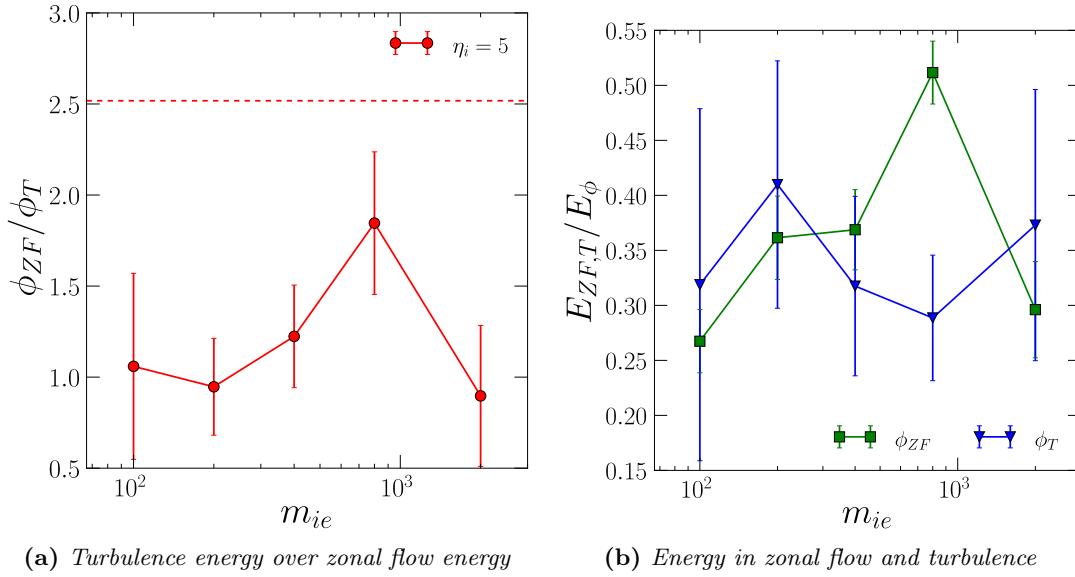 3.0
2.5
2.0
1.5
1.0
0.5
ϕ_ZF/ϕ_T
η_i = 5
10^2
10^3
m_ie
(a) Turbulence energy over zonal flow energy
0.55
0.50
0.45
0.40
0.35
0.30
0.25
0.20
0.15
E_ZF,T/E_ϕ
ϕ_ZF
ϕ_T
10^2
10^3
m_ie
(b) Energy in zonal flow and turbulence